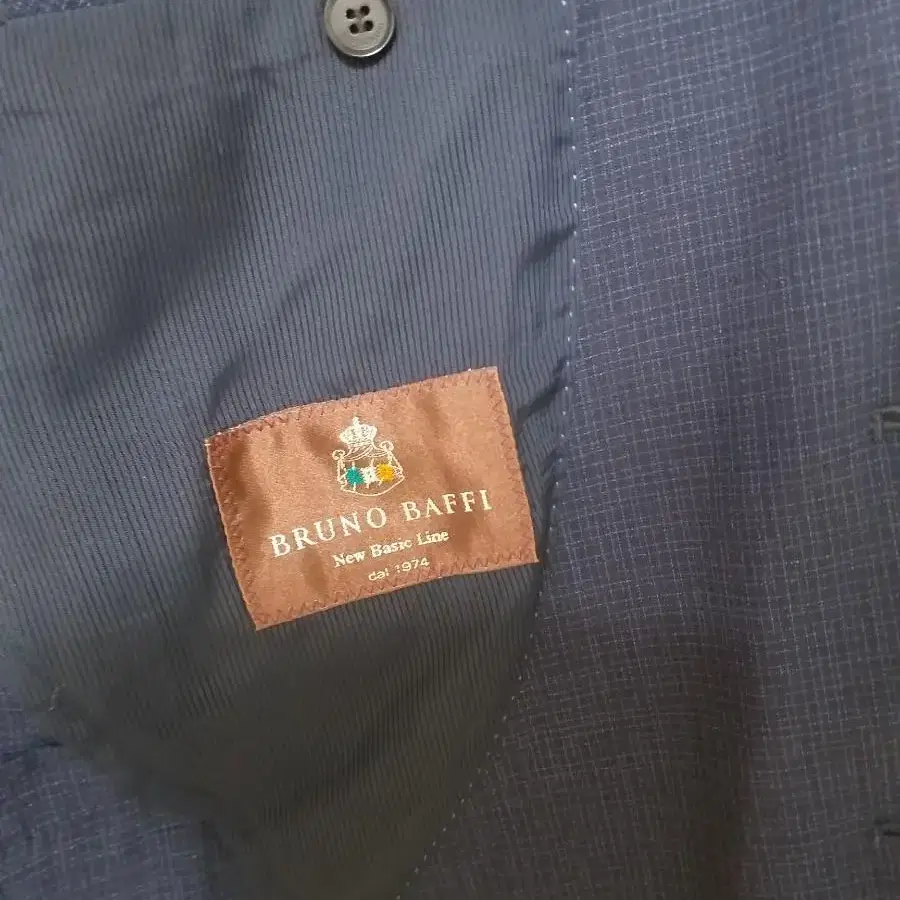 BRUNO BAFFI
New Basic Line
dal 1974